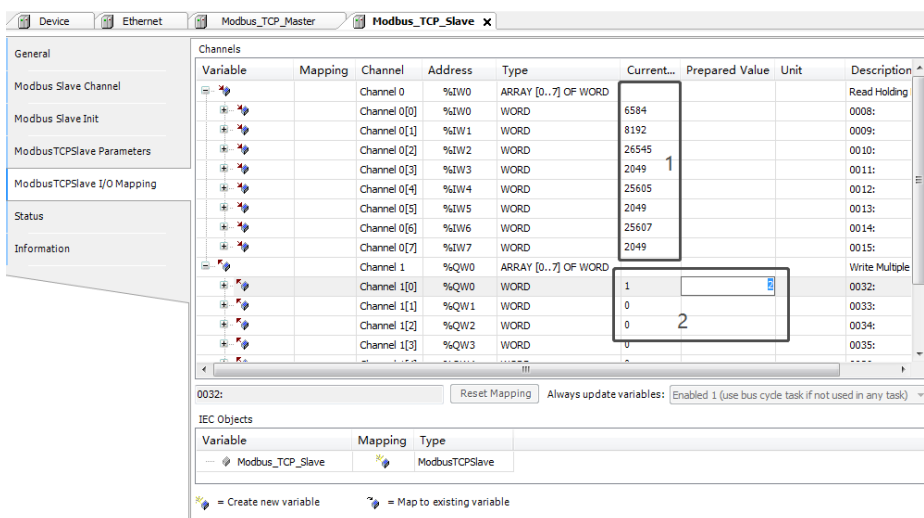 Device Ethernet Modbus_TCP_Master Modbus_TCP_Slave X
General
Modbus Slave Channel
Modbus Slave Init
ModbusTCPSlave Parameters
ModbusTCPSlave I/O Mapping
Status
Information
Channels
Variable Mapping Channel Address Type Current... Prepared Value Unit Description
Channel 0 %IW0 ARRAY [0..7] OF WORD Read Holding
Channel 0[0] %IW0 WORD 6584 0008:
Channel 0[1] %IW1 WORD 8192 0009:
Channel 0[2] %IW2 WORD 26545 0010:
Channel 0[3] %IW3 WORD 2049 1 0011:
Channel 0[4] %IW4 WORD 25605 0012:
Channel 0[5] %IW5 WORD 2049 0013:
Channel 0[6] %IW6 WORD 25607 0014:
Channel 0[7] %IW7 WORD 2049 0015:
Channel 1 %QW0 ARRAY [0..7] OF WORD Write Multiple
Channel 1[0] %QW0 WORD 1 2 0032:
Channel 1[1] %QW1 WORD 0 0033:
Channel 1[2] %QW2 WORD 0 2 0034:
Channel 1[3] %QW3 WORD 0 0035:
0032: Reset Mapping Always update variables: Enabled 1 (use bus cycle task if not used in any task)
IEC Objects
Variable Mapping Type
Modbus_TCP_Slave ModbusTCPSlave
= Create new variable = Map to existing variable